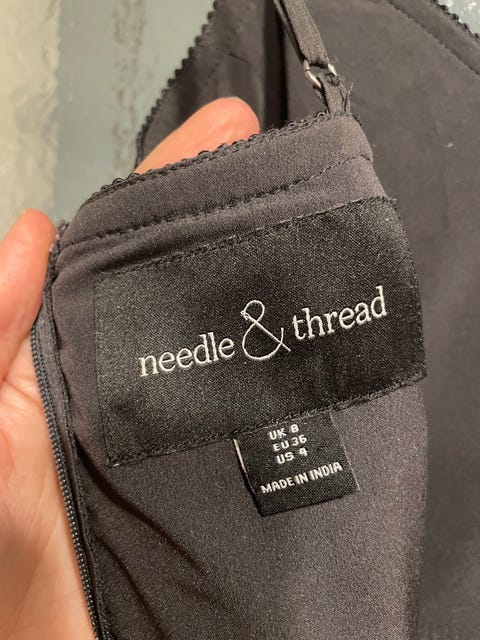 needle & thread
UK 8
EU 36
US 4
MADE IN INDIA